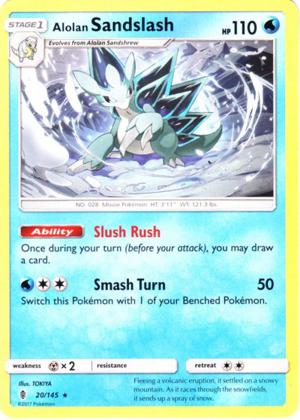 STAGE 1
Alolan Sandslash
HP 110
Evolves from Alolan Sandshrew
NO. 028 Mouse Pokémon HT: 3'11" WT: 121.3 lbs.
Ability Slush Rush
Once during your turn (before your attack), you may draw
a card.
Smash Turn 50
Switch this Pokémon with 1 of your Benched Pokémon.
weakness ×2 resistance retreat
Illus. TOKIYA
20/145 ★
©2017 Pokémon
Fleeing a volcanic eruption, it settled on a snowy
mountain. As it races through the snowfields,
it sends up a spray of snow.